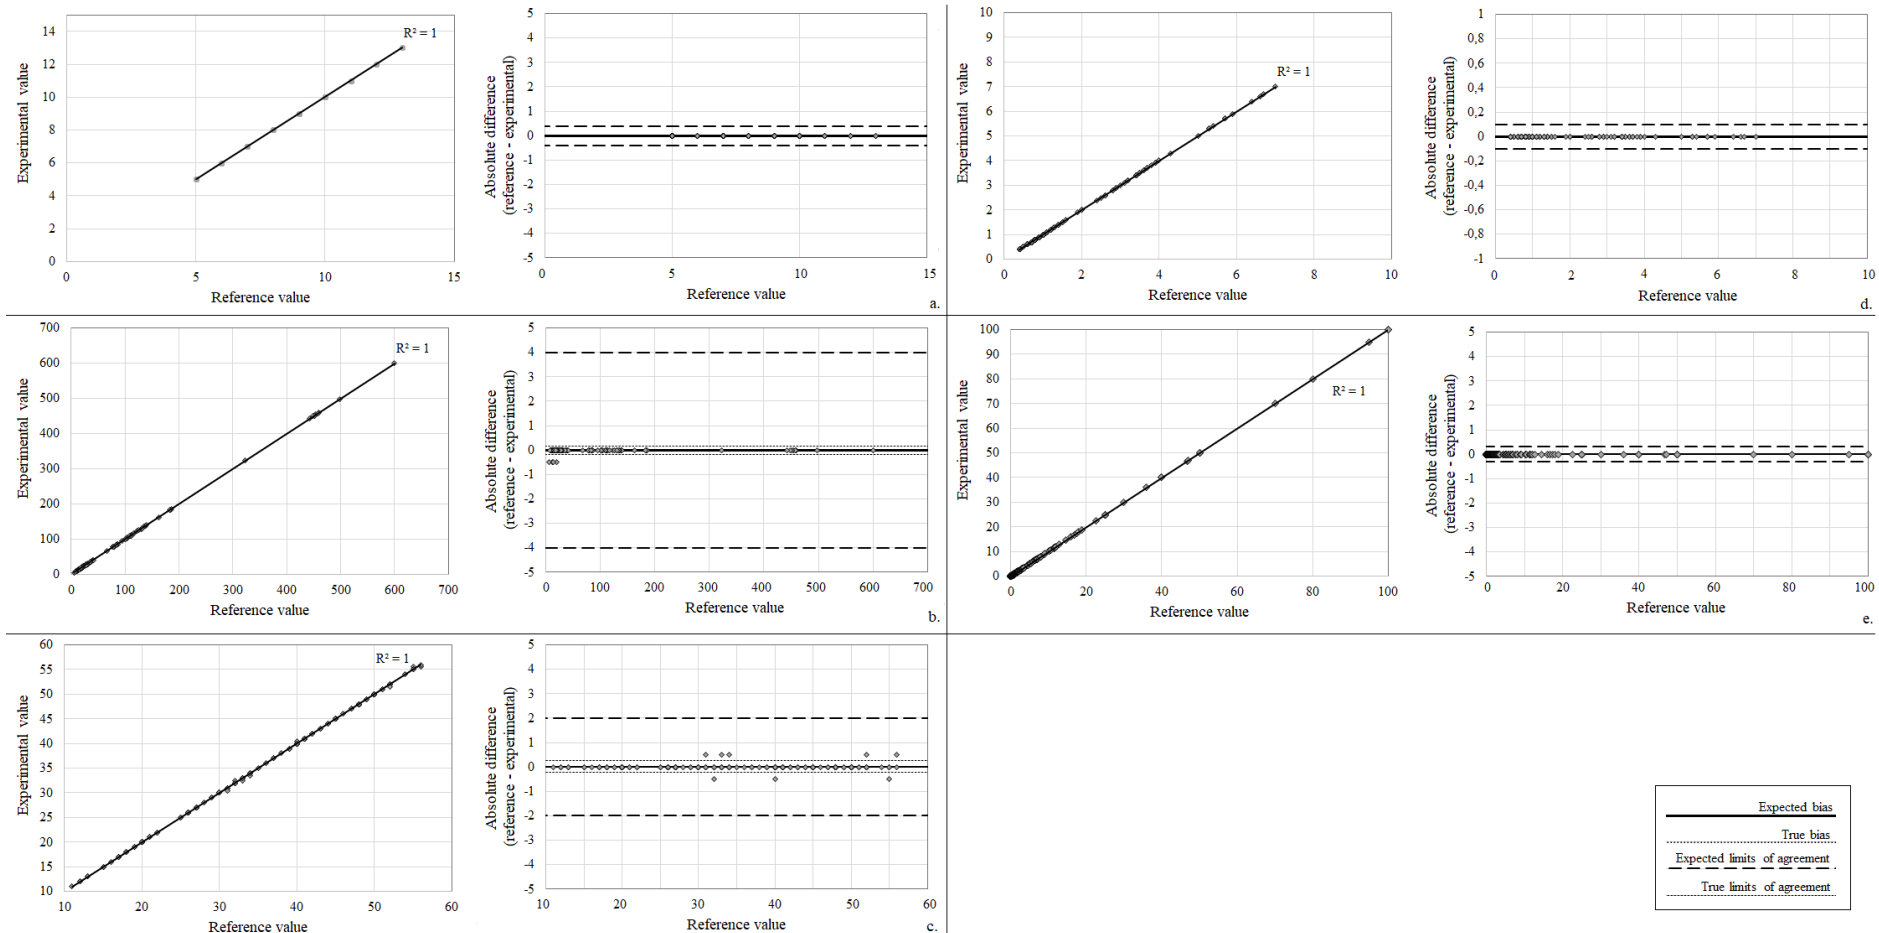 14
12
10
8
6
4
2
0
0 5 10 15
R² = 1
Experimental value
Reference value
5
4
3
2
1
0
-1
-2
-3
-4
-5
0 5 10 15
Absolute difference
(reference - experimental)
Reference value
a.
10
9
8
7
6
5
4
3
2
1
0
0 2 4 6 8 10
R² = 1
Experimental value
Reference value
1
0,8
0,6
0,4
0,2
0
-0,2
-0,4
-0,6
-0,8
-1
0 2 4 6 8 10
Absolute difference
(reference - experimental)
Reference value
d.
700
600
500
400
300
200
100
0
0 100 200 300 400 500 600 700
R² = 1
Experimental value
Reference value
5
4
3
2
1
0
-1
-2
-3
-4
-5
0 100 200 300 400 500 600 700
Absolute difference
(reference - experimental)
Reference value
b.
100
90
80
70
60
50
40
30
20
10
0
0 20 40 60 80 100
R² = 1
Experimental value
Reference value
5
4
3
2
1
0
-1
-2
-3
-4
-5
0 20 40 60 80 100
Absolute difference
(reference - experimental)
Reference value
e.
60
55
50
45
40
35
30
25
20
15
10
10 20 30 40 50 60
R² = 1
Experimental value
Reference value
5
4
3
2
1
0
-1
-2
-3
-4
-5
10 20 30 40 50 60
Absolute difference
(reference - experimental)
Reference value
c.
Expected bias
True bias
Expected limits of agreement
True limits of agreement